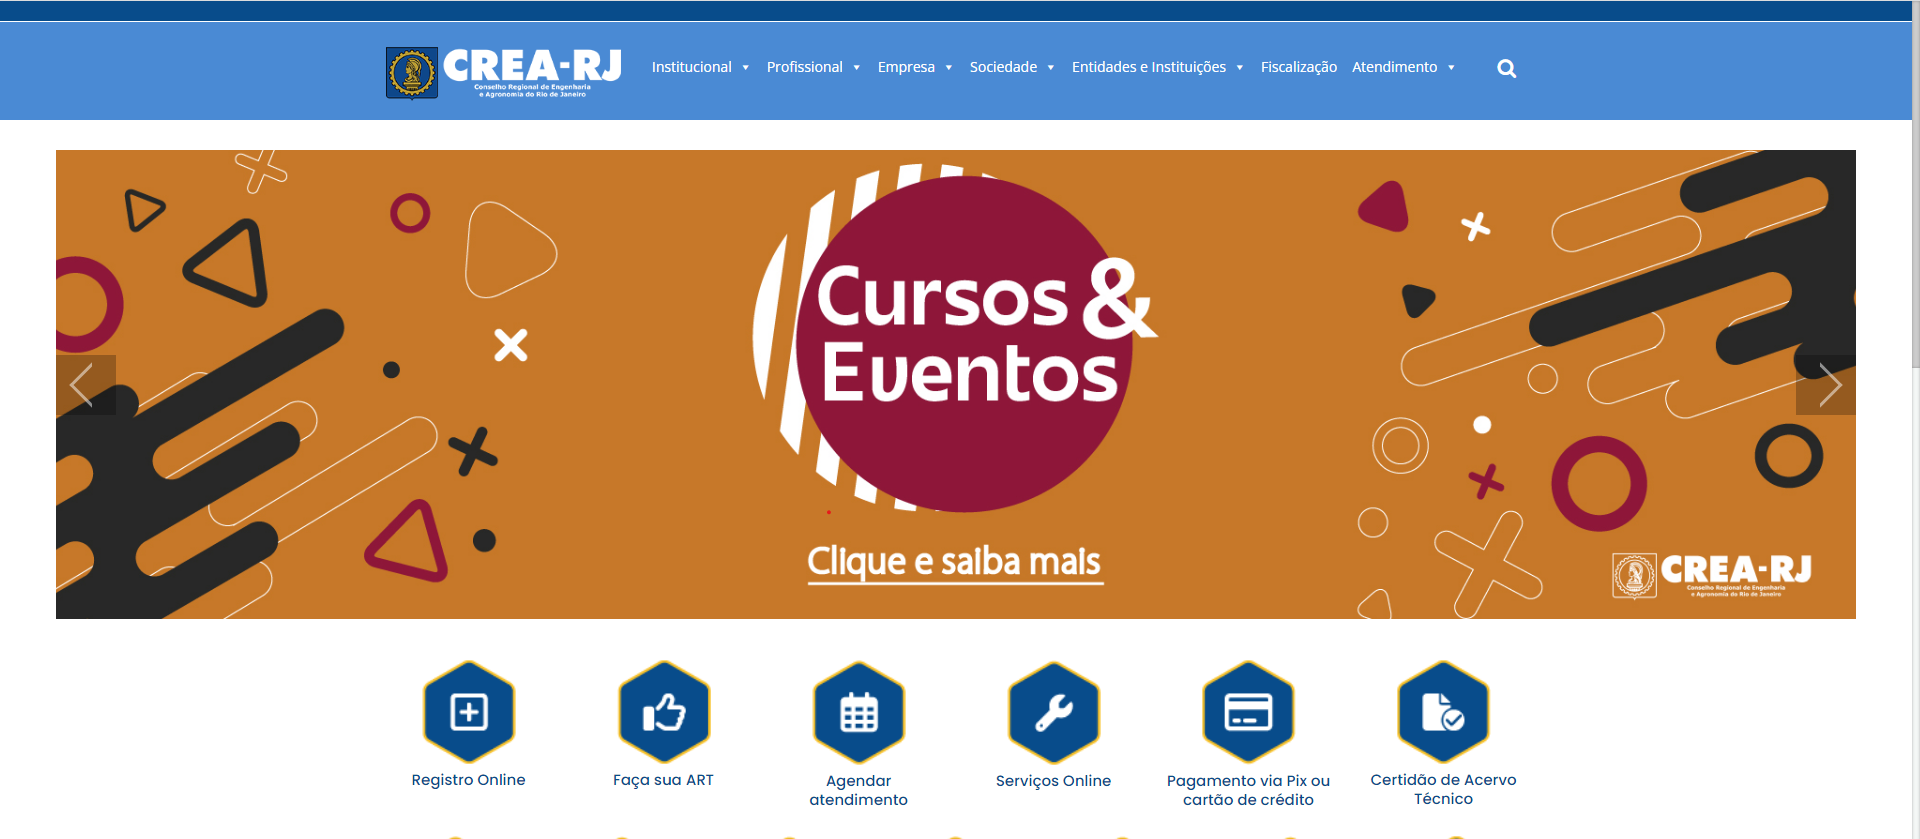 CREA-RJ
Conselho Regional de Engenharia
e Agronomia do Rio de Janeiro
Institucional
Profissional
Empresa
Sociedade
Entidades e Instituições
Fiscalização
Atendimento
Cursos &
Eventos
Clique e saiba mais
CREA-RJ
Conselho Regional de Engenharia
e Agronomia do Rio de Janeiro
Registro Online
Faça sua ART
Agendar
atendimento
Serviços Online
Pagamento via Pix ou
cartão de crédito
Certidão de Acervo
Técnico